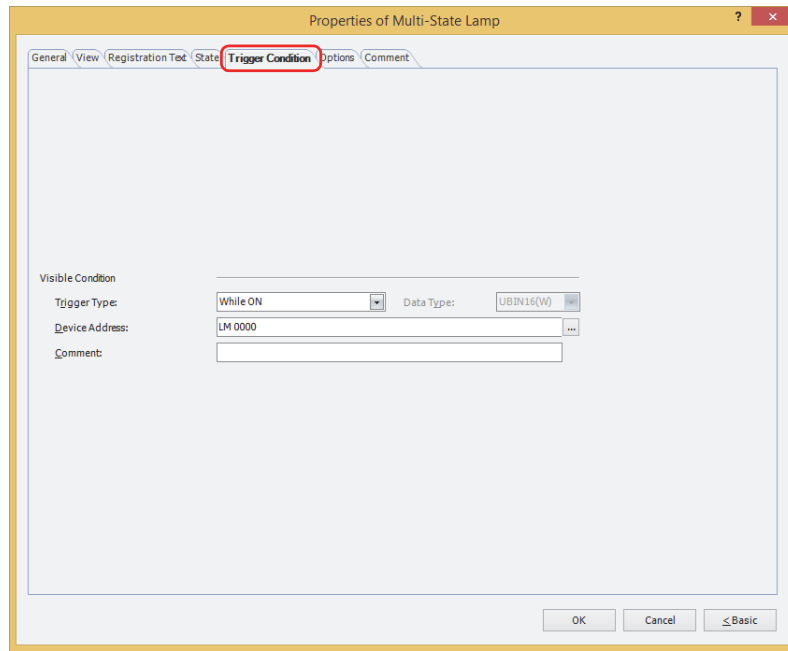 Properties of Multi-State Lamp ? ×
General View Registration Text State Trigger Condition Options Comment
Visible Condition
Trigger Type: While ON Data Type: UBIN16(W)
Device Address: LM 0000 ...
Comment:
OK Cancel <Basic